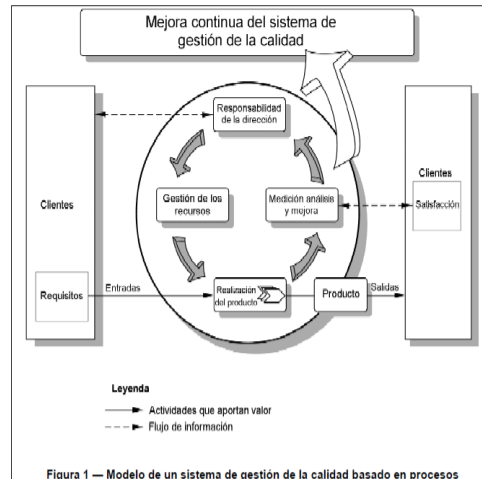 Mejora continua del sistema de
gestión de la calidad
Responsabilidad
de la dirección
Clientes
Gestión de los
recursos
Medición análisis
y mejora
Clientes
Satisfacción
Requisitos
Entradas
Realización
del producto
Producto
Salidas
Leyenda
Actividades que aportan valor
Flujo de información
Figura 1 — Modelo de un sistema de gestión de la calidad basado en procesos